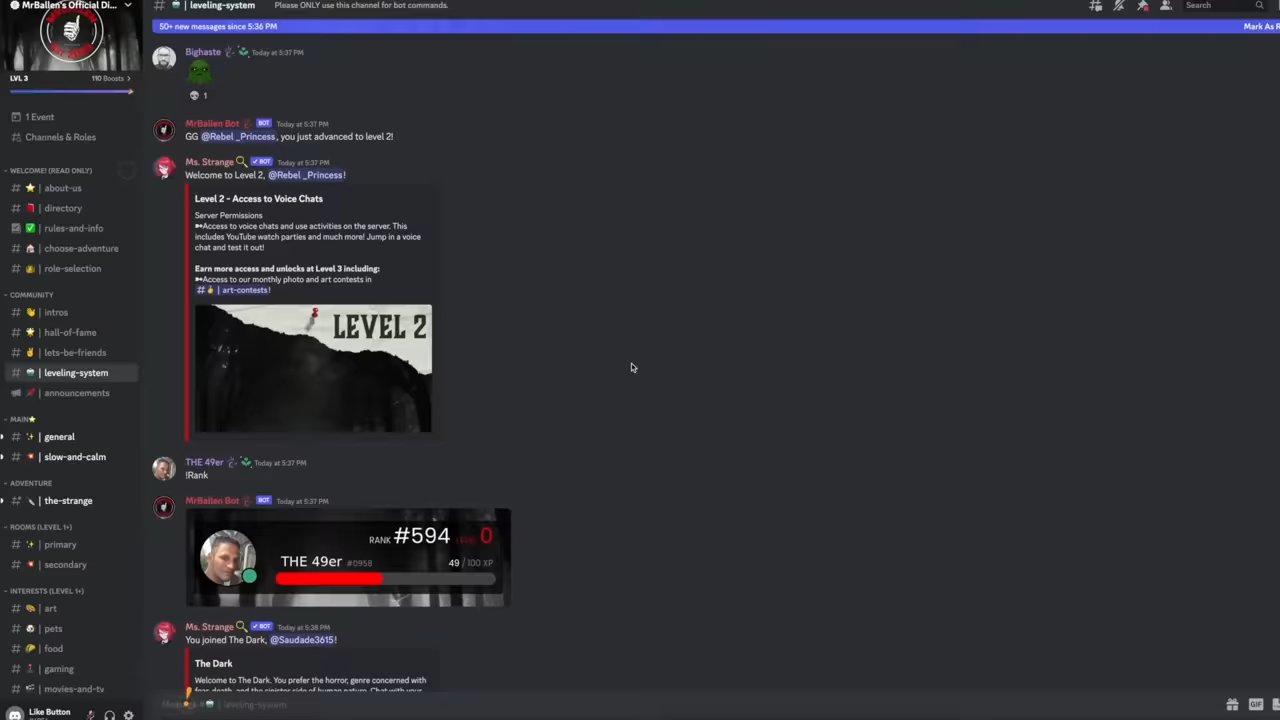 MrBallen's Official Di...
LVL 3
110 Boosts
1 Event
Channels & Roles
WELCOME! (READ ONLY)
about-us
directory
rules-and-info
choose-adventure
role-selection
COMMUNITY
intros
hall-of-fame
lets-be-friends
leveling-system
announcements
MAIN
general
slow-and-calm
ADVENTURE
the-strange
ROOMS (LEVEL 1+)
primary
secondary
INTERESTS (LEVEL 1+)
art
pets
food
gaming
movies-and-tv
Like Button
# | leveling-system Please ONLY use this channel for bot commands.
Search
50+ new messages since 5:36 PM
Mark As R
Bighaste Today at 5:37 PM
1
MrBallen Bot BOT Today at 5:37 PM
GG @Rebel _Princess, you just advanced to level 2!
Ms. Strange BOT Today at 5:37 PM
Welcome to Level 2, @Rebel _Princess!
Level 2 - Access to Voice Chats
Server Permissions
Access to voice chats and use activities on the server. This
includes YouTube watch parties and much more! Jump in a voice
chat and test it out!
Earn more access and unlocks at Level 3 including:
Access to our monthly photo and art contests in
# | art-contests!
LEVEL 2
THE 49er Today at 5:37 PM
!Rank
MrBallen Bot BOT Today at 5:37 PM
RANK #594 LEVEL 0
THE 49er #0958 49 / 100 XP
Ms. Strange BOT Today at 5:38 PM
You joined The Dark, @Saudade3615!
The Dark
Welcome to The Dark. You prefer the horror, genre concerned with
fear, death, and the sinister side of human nature. Chat with your
Message # | leveling-system
GIF